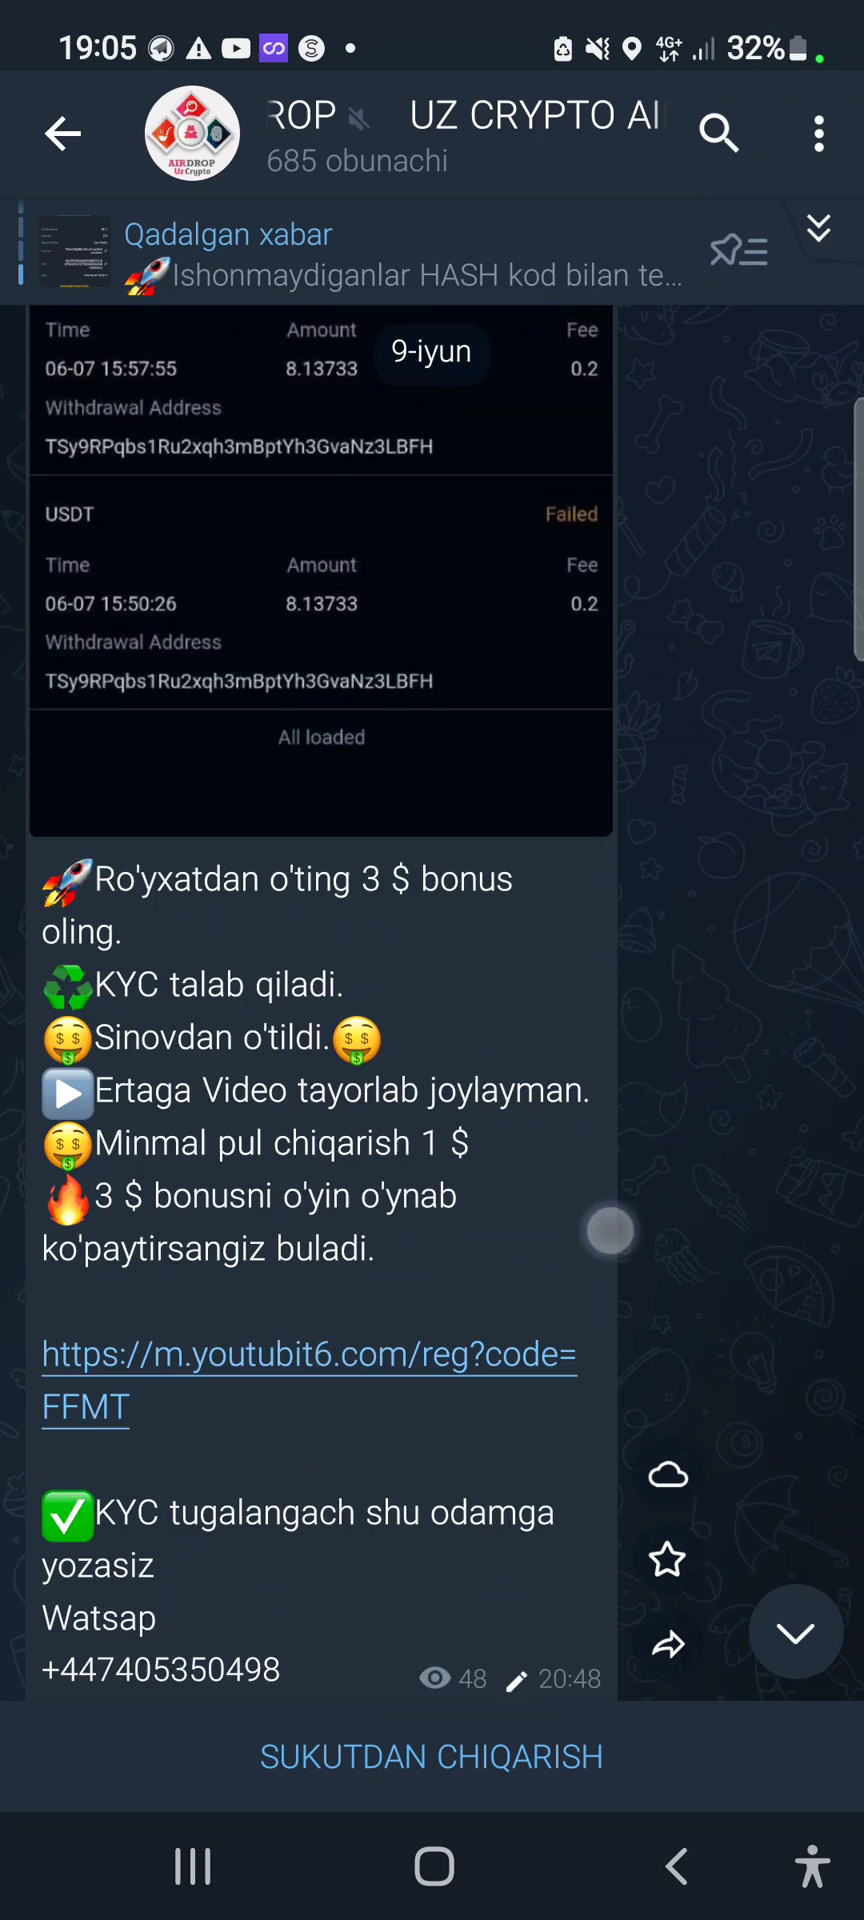 19:05
4G+
32%
ROP UZ CRYPTO AI
685 obunachi
AIRDROP
Uz Crypto
Qadalgan xabar
🚀Ishonmaydiganlar HASH kod bilan te...
9-iyun
Time Amount Fee
06-07 15:57:55 8.13733 0.2
Withdrawal Address
TSy9RPqbs1Ru2xqh3mBptYh3GvaNz3LBFH
USDT Failed
Time Amount Fee
06-07 15:50:26 8.13733 0.2
Withdrawal Address
TSy9RPqbs1Ru2xqh3mBptYh3GvaNz3LBFH
All loaded
🚀Ro'yxatdan o'ting 3 $ bonus
oling.
♻️KYC talab qiladi.
🤑Sinovdan o'tildi.🤑
▶️Ertaga Video tayorlab joylayman.
🤑Minmal pul chiqarish 1 $
🔥3 $ bonusni o'yin o'ynab
ko'paytirsangiz buladi.
https://m.youtubit6.com/reg?code=
FFMT
✅KYC tugalangach shu odamga
yozasiz
Watsap
+447405350498
48 20:48
SUKUTDAN CHIQARISH